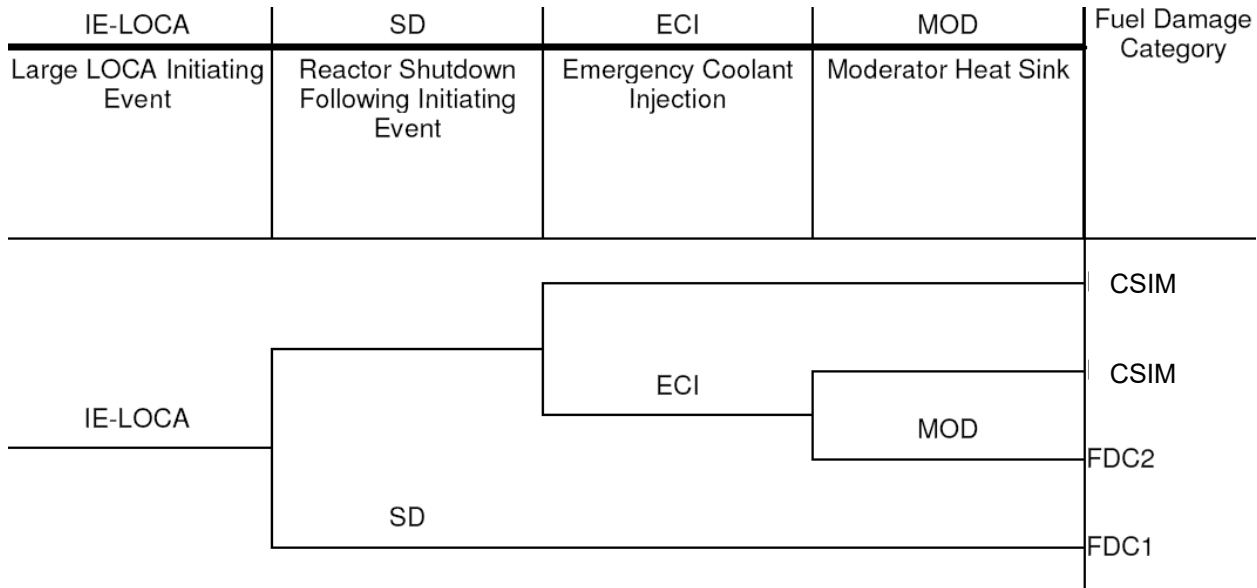 IE-LOCA
SD
ECI
MOD
Fuel Damage
Category
Large LOCA Initiating
Event
Reactor Shutdown
Following Initiating
Event
Emergency Coolant
Injection
Moderator Heat Sink
CSIM
ECI
CSIM
IE-LOCA
MOD
FDC2
SD
FDC1